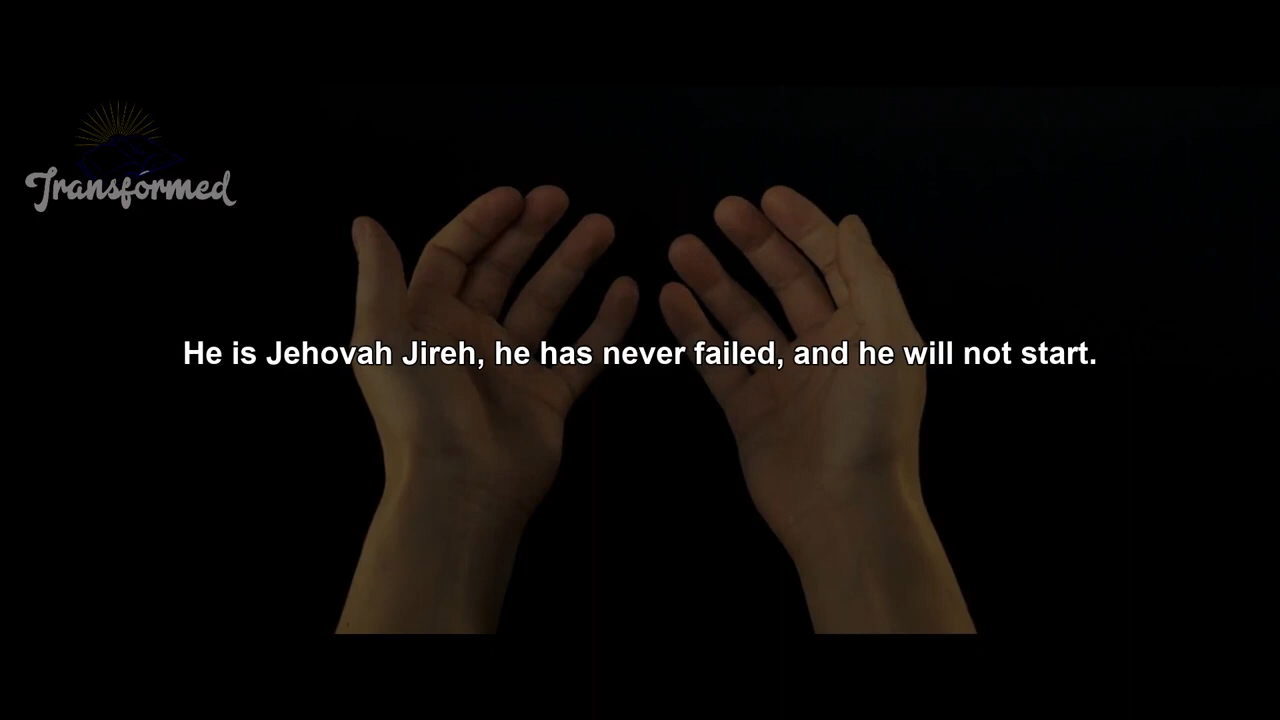 Transformed
He is Jehovah Jireh, he has never failed, and he will not start.